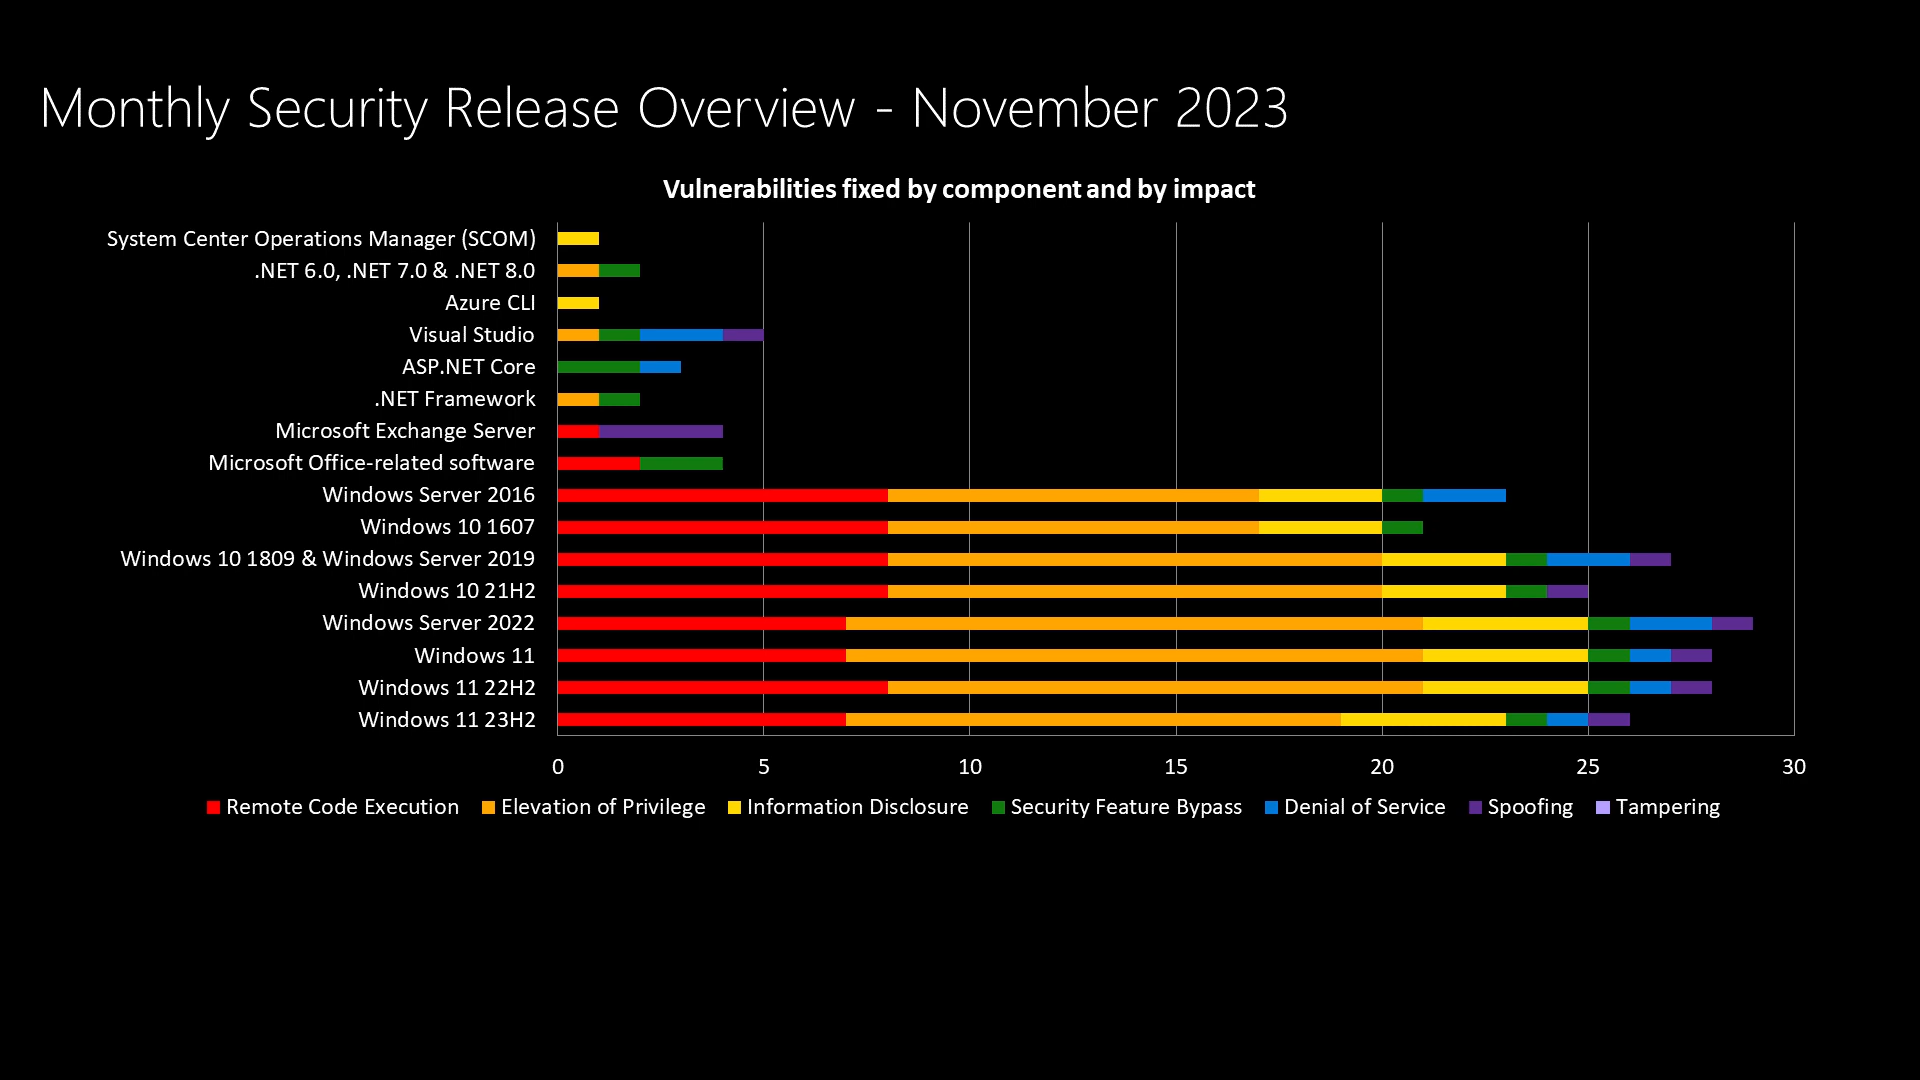 Monthly Security Release Overview - November 2023
Vulnerabilities fixed by component and by impact
System Center Operations Manager (SCOM)
.NET 6.0, .NET 7.0 & .NET 8.0
Azure CLI
Visual Studio
ASP.NET Core
.NET Framework
Microsoft Exchange Server
Microsoft Office-related software
Windows Server 2016
Windows 10 1607
Windows 10 1809 & Windows Server 2019
Windows 10 21H2
Windows Server 2022
Windows 11
Windows 11 22H2
Windows 11 23H2
0 5 10 15 20 25 30
Remote Code Execution Elevation of Privilege Information Disclosure Security Feature Bypass Denial of Service Spoofing Tampering